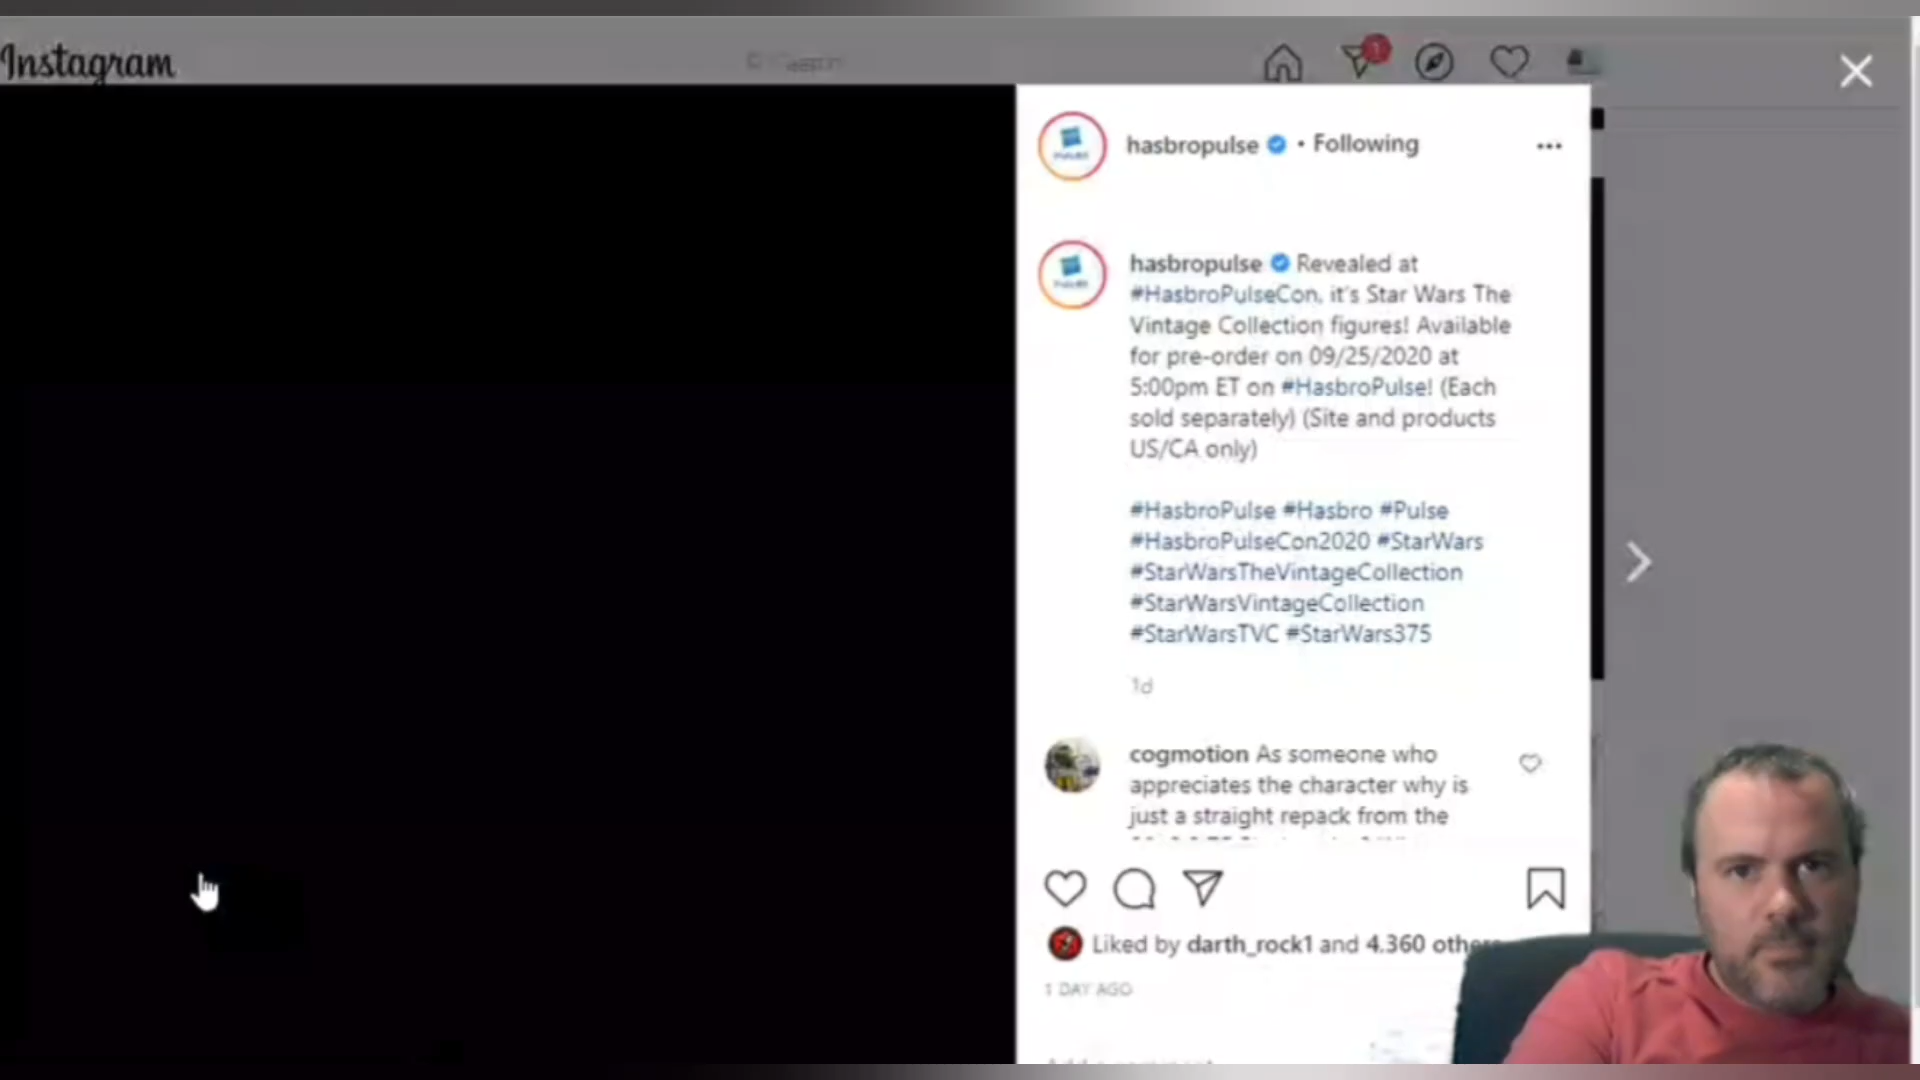 Instagram
1
hasbropulse • Following
hasbropulse Revealed at
#HasbroPulseCon, it's Star Wars The
Vintage Collection figures! Available
for pre-order on 09/25/2020 at
5:00pm ET on #HasbroPulse! (Each
sold separately) (Site and products
US/CA only)
#HasbroPulse #Hasbro #Pulse
#HasbroPulseCon2020 #StarWars
#StarWarsTheVintageCollection
#StarWarsVintageCollection
#StarWarsTVC #StarWars375
1d
cogmotion As someone who
appreciates the character why is
just a straight repack from the
Liked by darth_rock1 and 4.360 others
1 DAY AGO